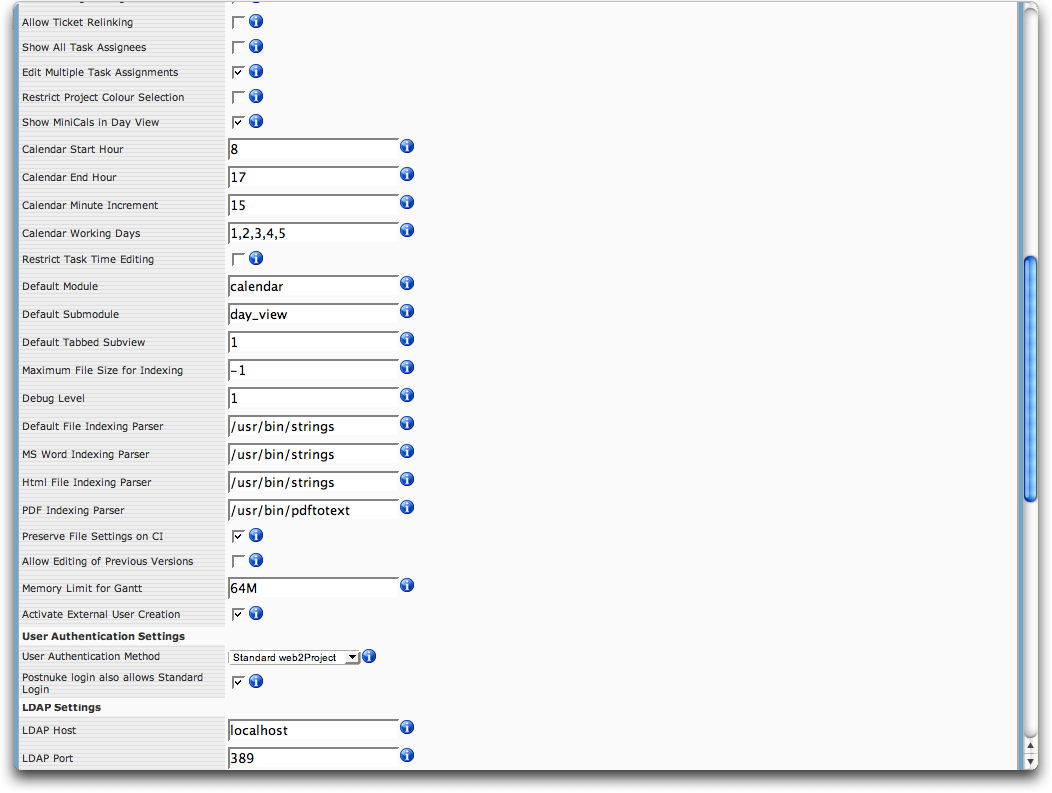 Allow Ticket Relinking
Show All Task Assignees
Edit Multiple Task Assignments
Restrict Project Colour Selection
Show MiniCals in Day View
Calendar Start Hour 8
Calendar End Hour 17
Calendar Minute Increment 15
Calendar Working Days 1,2,3,4,5
Restrict Task Time Editing
Default Module calendar
Default Submodule day_view
Default Tabbed Subview 1
Maximum File Size for Indexing -1
Debug Level 1
Default File Indexing Parser /usr/bin/strings
MS Word Indexing Parser /usr/bin/strings
Html File Indexing Parser /usr/bin/strings
PDF Indexing Parser /usr/bin/pdftotext
Preserve File Settings on CI
Allow Editing of Previous Versions
Memory Limit for Gantt 64M
Activate External User Creation
User Authentication Settings
User Authentication Method Standard web2Project
Postnuke login also allows Standard
Login
LDAP Settings
LDAP Host localhost
LDAP Port 389